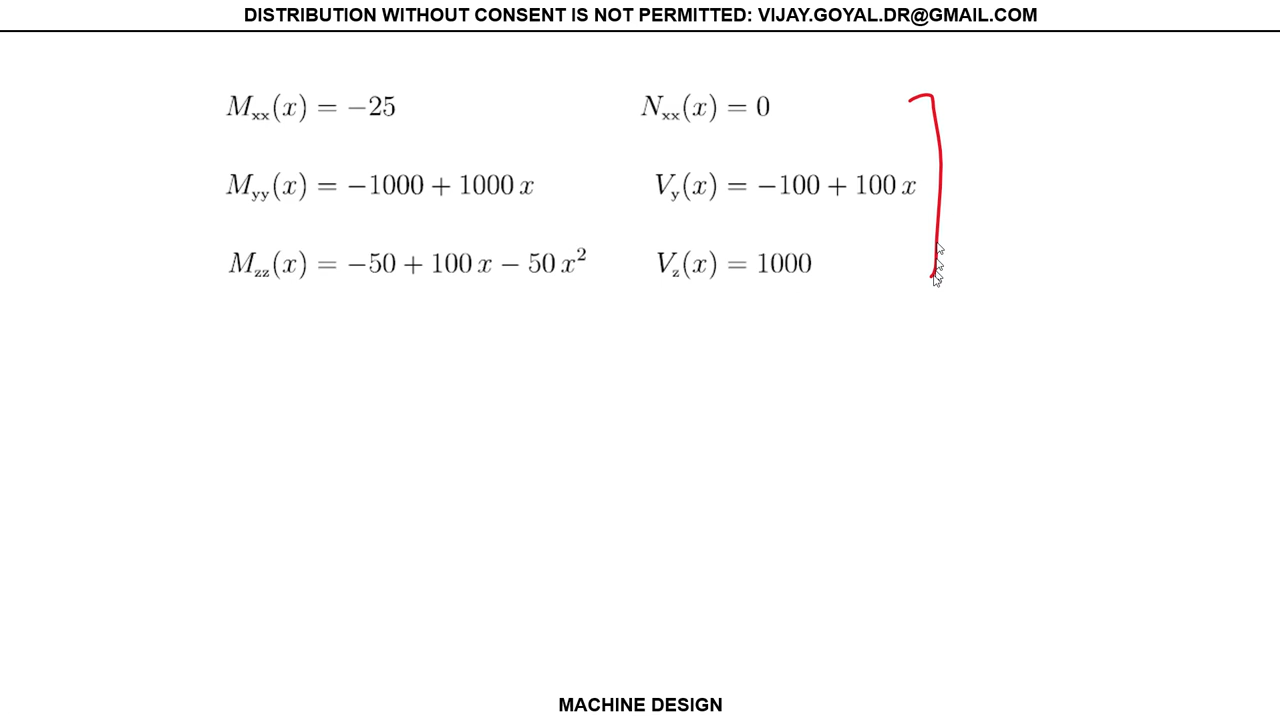 DISTRIBUTION WITHOUT CONSENT IS NOT PERMITTED: VIJAY.GOYAL.DR@GMAIL.COM
M_xx(x) = −25
N_xx(x) = 0
M_yy(x) = −1000 + 1000 x
V_y(x) = −100 + 100 x
M_zz(x) = −50 + 100 x − 50 x²
V_z(x) = 1000
MACHINE DESIGN